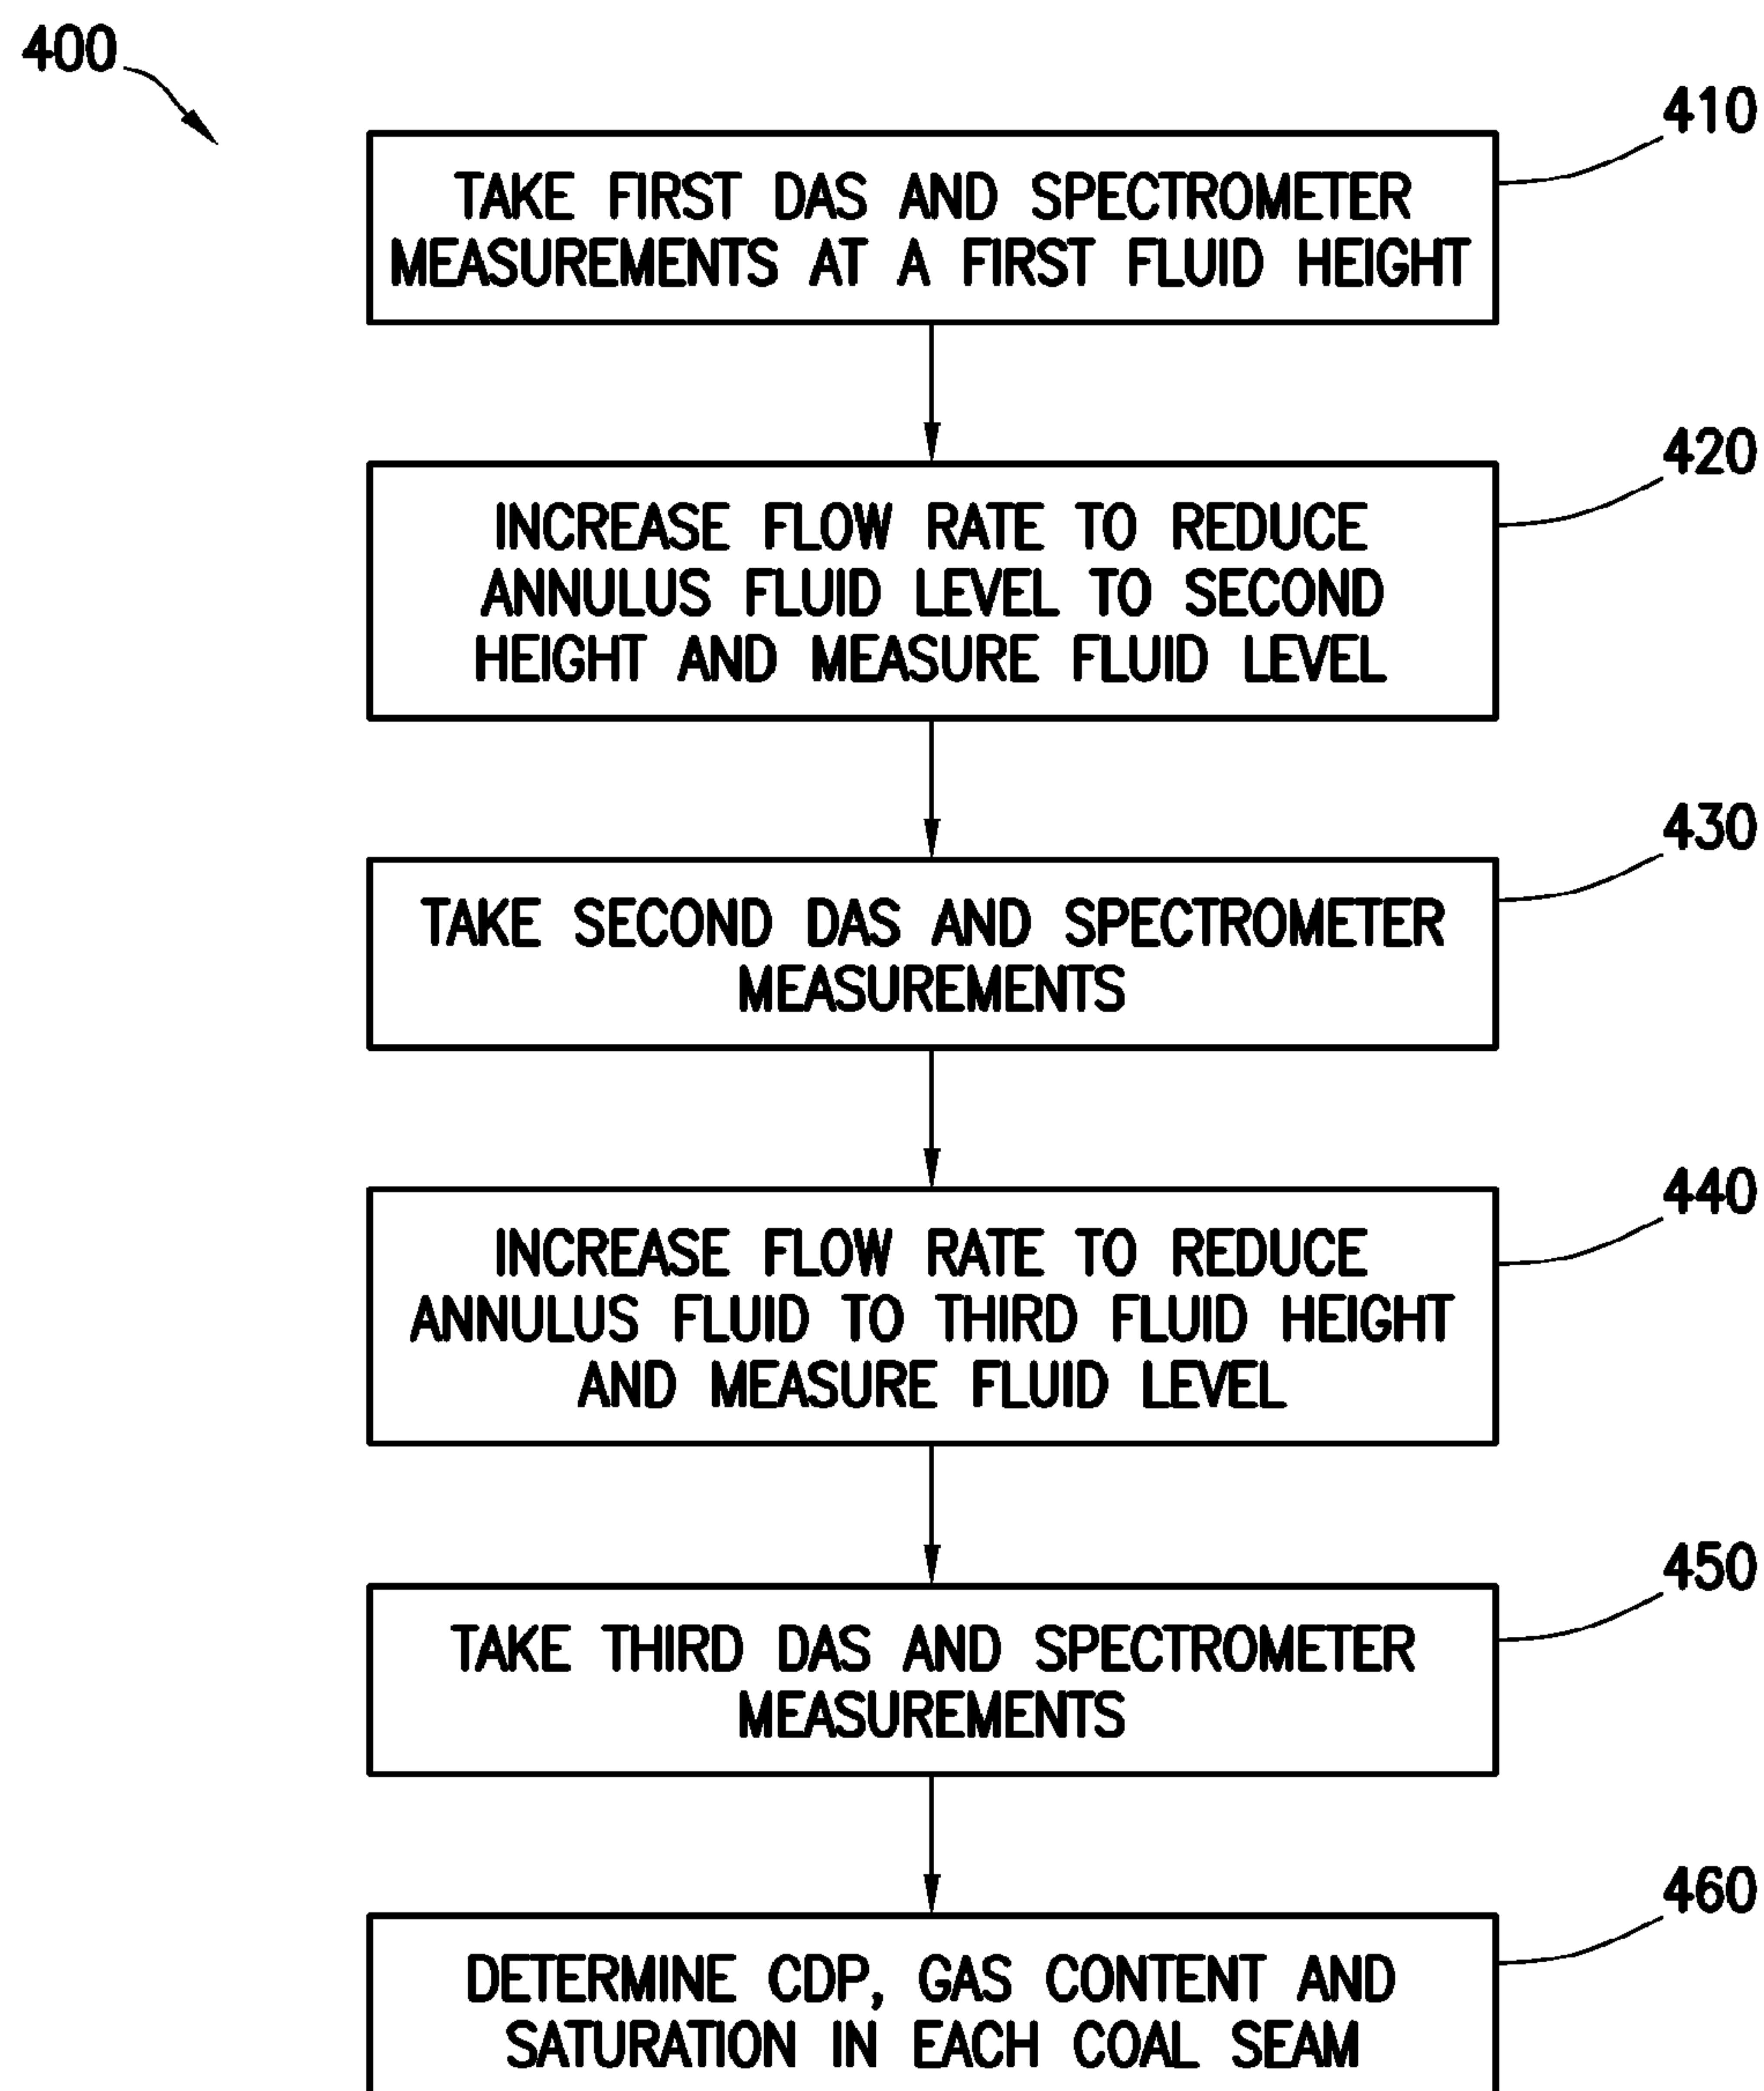 400
410
TAKE FIRST DAS AND SPECTROMETER
MEASUREMENTS AT A FIRST FLUID HEIGHT
420
INCREASE FLOW RATE TO REDUCE
ANNULUS FLUID LEVEL TO SECOND
HEIGHT AND MEASURE FLUID LEVEL
430
TAKE SECOND DAS AND SPECTROMETER
MEASUREMENTS
440
INCREASE FLOW RATE TO REDUCE
ANNULUS FLUID TO THIRD FLUID HEIGHT
AND MEASURE FLUID LEVEL
450
TAKE THIRD DAS AND SPECTROMETER
MEASUREMENTS
460
DETERMINE CDP, GAS CONTENT AND
SATURATION IN EACH COAL SEAM